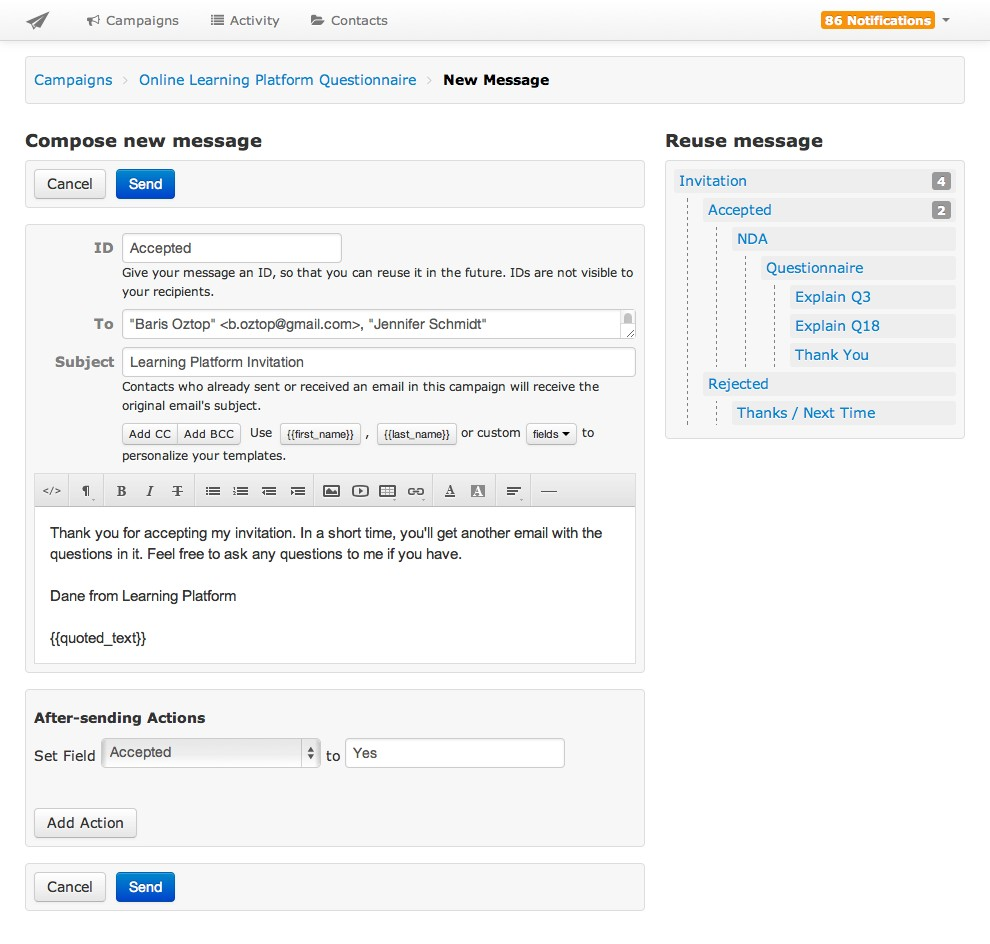 Campaigns Activity Contacts 86 Notifications
Campaigns Online Learning Platform Questionnaire New Message
Compose new message
Cancel Send
ID Accepted
Give your message an ID, so that you can reuse it in the future. IDs are not visible to
your recipients.
To "Baris Oztop" <b.oztop@gmail.com>, "Jennifer Schmidt"
Subject Learning Platform Invitation
Contacts who already sent or received an email in this campaign will receive the
original email's subject.
Add CC Add BCC Use {{first_name}} , {{last_name}} or custom fields to
personalize your templates.
</> ¶ B I T A A
Thank you for accepting my invitation. In a short time, you'll get another email with the
questions in it. Feel free to ask any questions to me if you have.
Dane from Learning Platform
{{quoted_text}}
After-sending Actions
Set Field Accepted to Yes
Add Action
Cancel Send
Reuse message
Invitation 4
Accepted 2
NDA
Questionnaire
Explain Q3
Explain Q18
Thank You
Rejected
Thanks / Next Time